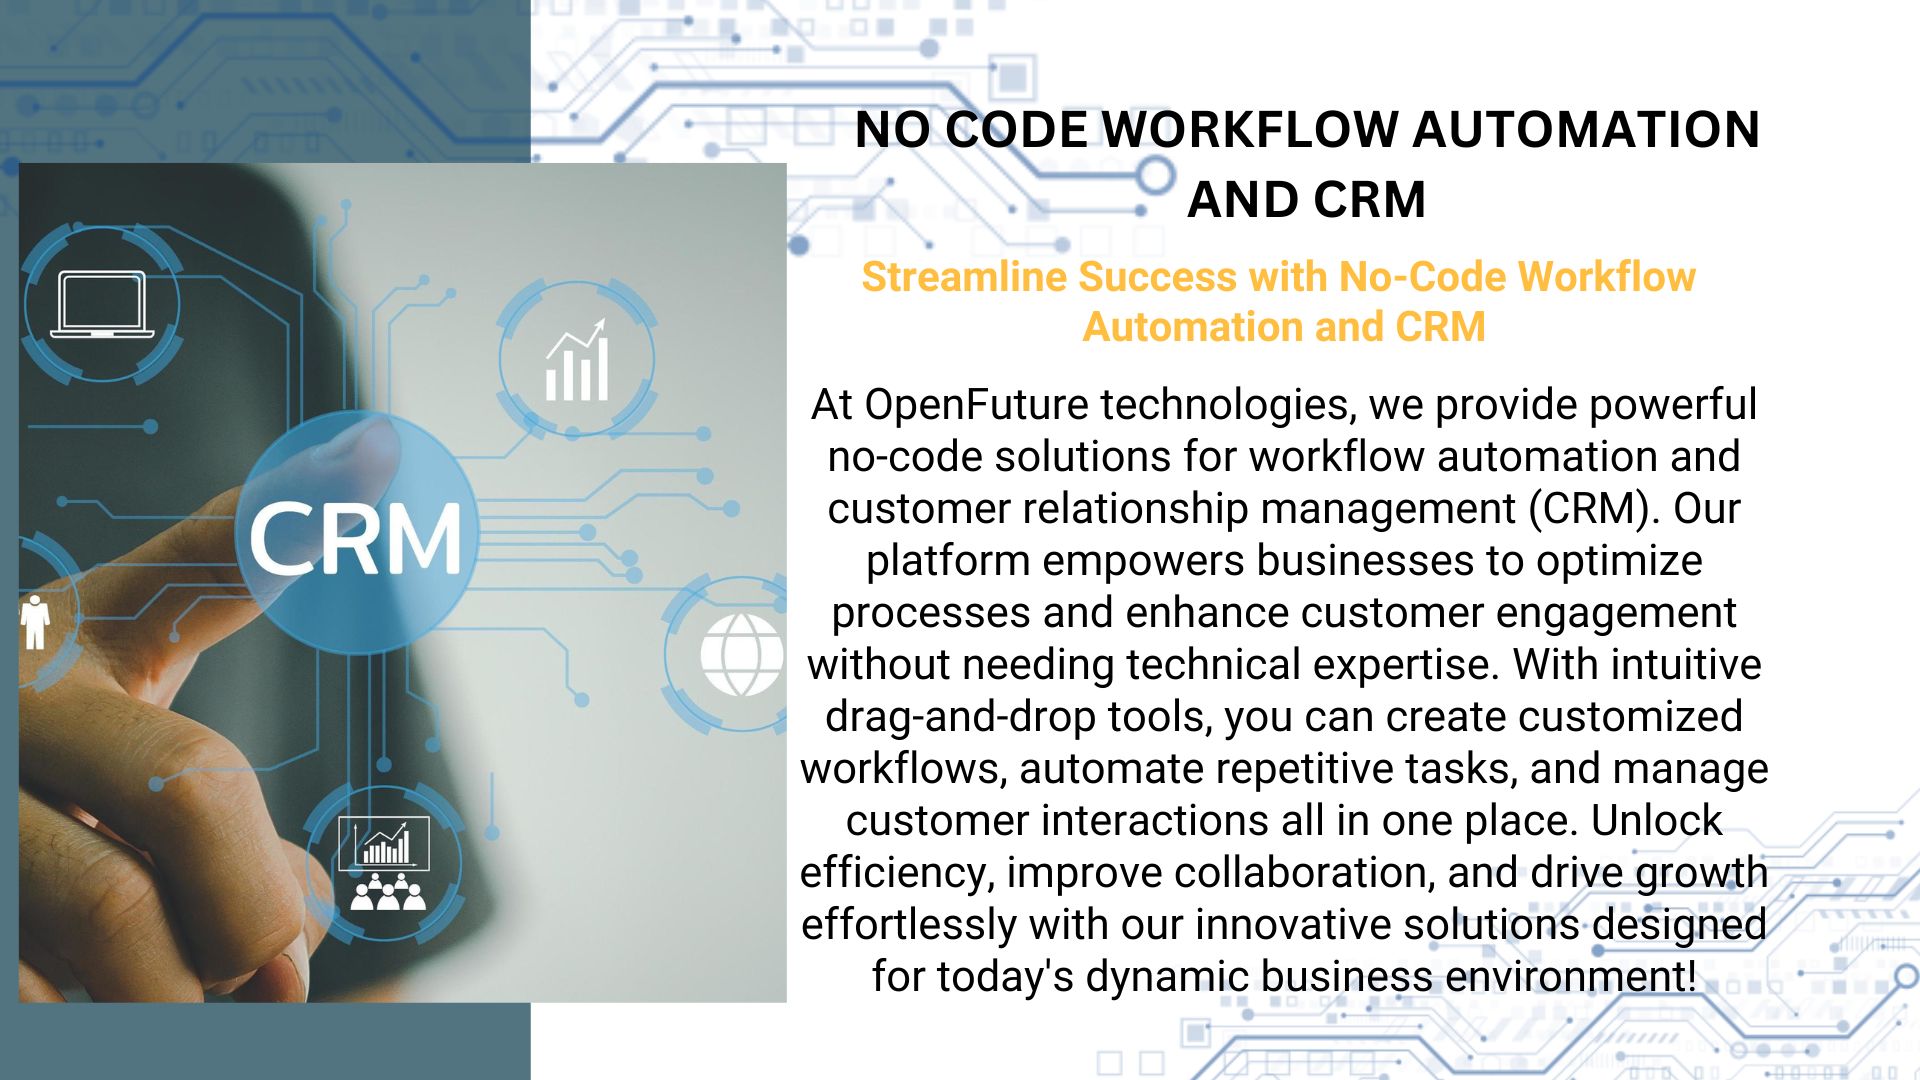 NO CODE WORKFLOW AUTOMATION
AND CRM
Streamline Success with No-Code Workflow
Automation and CRM
At OpenFuture technologies, we provide powerful
no-code solutions for workflow automation and
customer relationship management (CRM). Our
platform empowers businesses to optimize
processes and enhance customer engagement
without needing technical expertise. With intuitive
drag-and-drop tools, you can create customized
workflows, automate repetitive tasks, and manage
customer interactions all in one place. Unlock
efficiency, improve collaboration, and drive growth
effortlessly with our innovative solutions designed
for today's dynamic business environment!
CRM